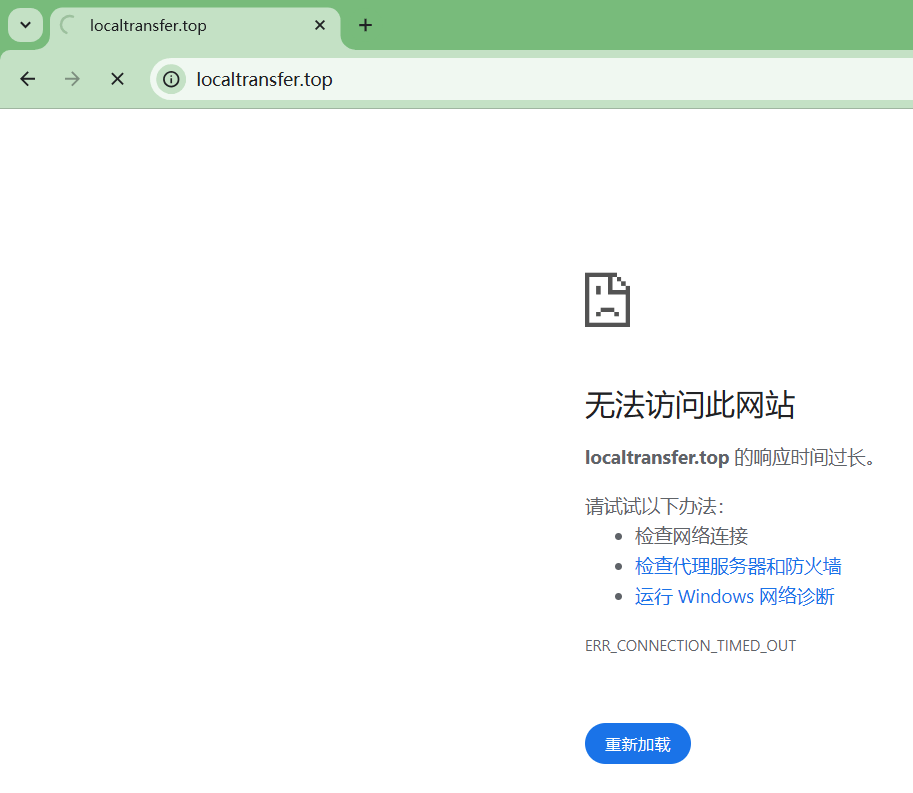 localtransfer.top
localtransfer.top
无法访问此网站
localtransfer.top 的响应时间过长。
请试试以下办法：
检查网络连接
检查代理服务器和防火墙
运行 Windows 网络诊断
ERR_CONNECTION_TIMED_OUT
重新加载